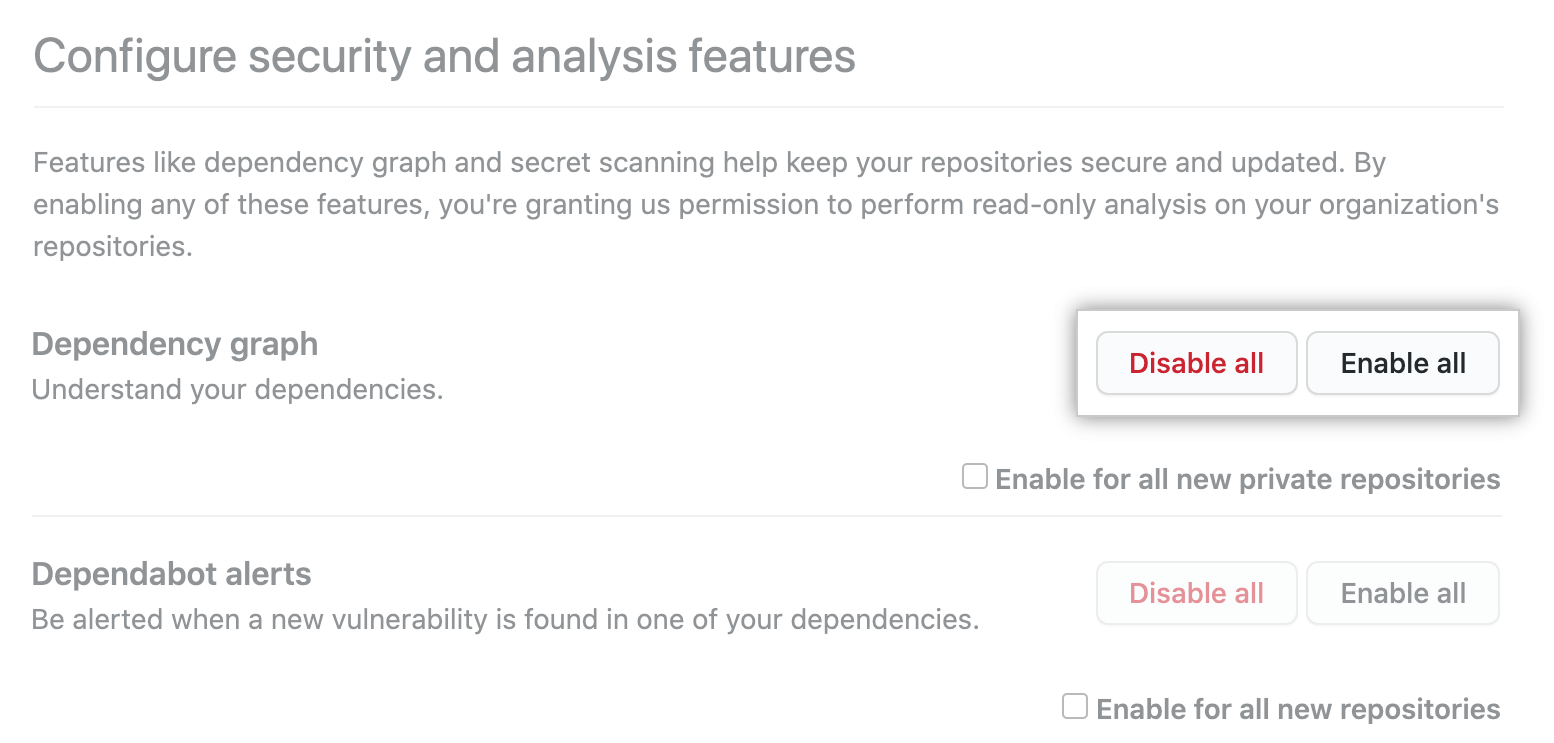 Configure security and analysis features
Features like dependency graph and secret scanning help keep your repositories secure and updated. By
enabling any of these features, you're granting us permission to perform read-only analysis on your organization's
repositories.
Dependency graph
Disable all Enable all
Understand your dependencies.
Enable for all new private repositories
Dependabot alerts
Disable all Enable all
Be alerted when a new vulnerability is found in one of your dependencies.
Enable for all new repositories